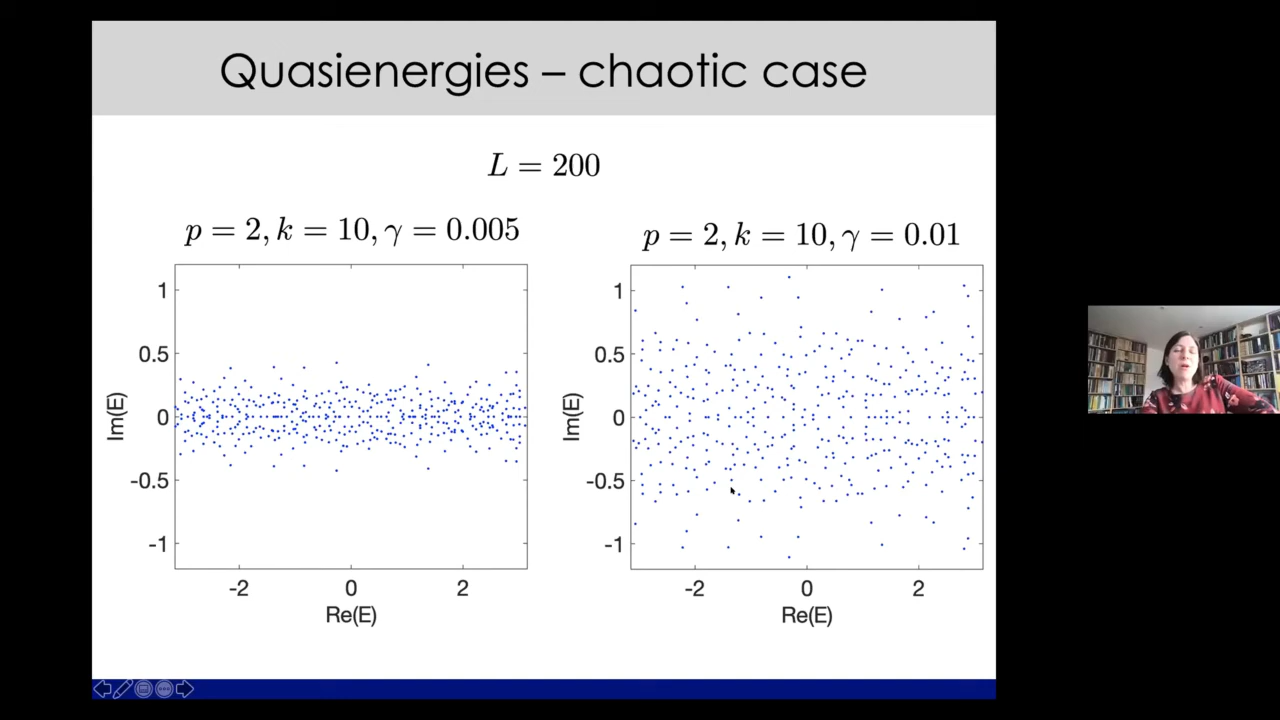 Quasienergies – chaotic case
L = 200
p = 2, k = 10, γ = 0.005
p = 2, k = 10, γ = 0.01
1
0.5
0
-0.5
-1
Im(E)
-2 0 2
Re(E)
1
0.5
0
-0.5
-1
Im(E)
-2 0 2
Re(E)